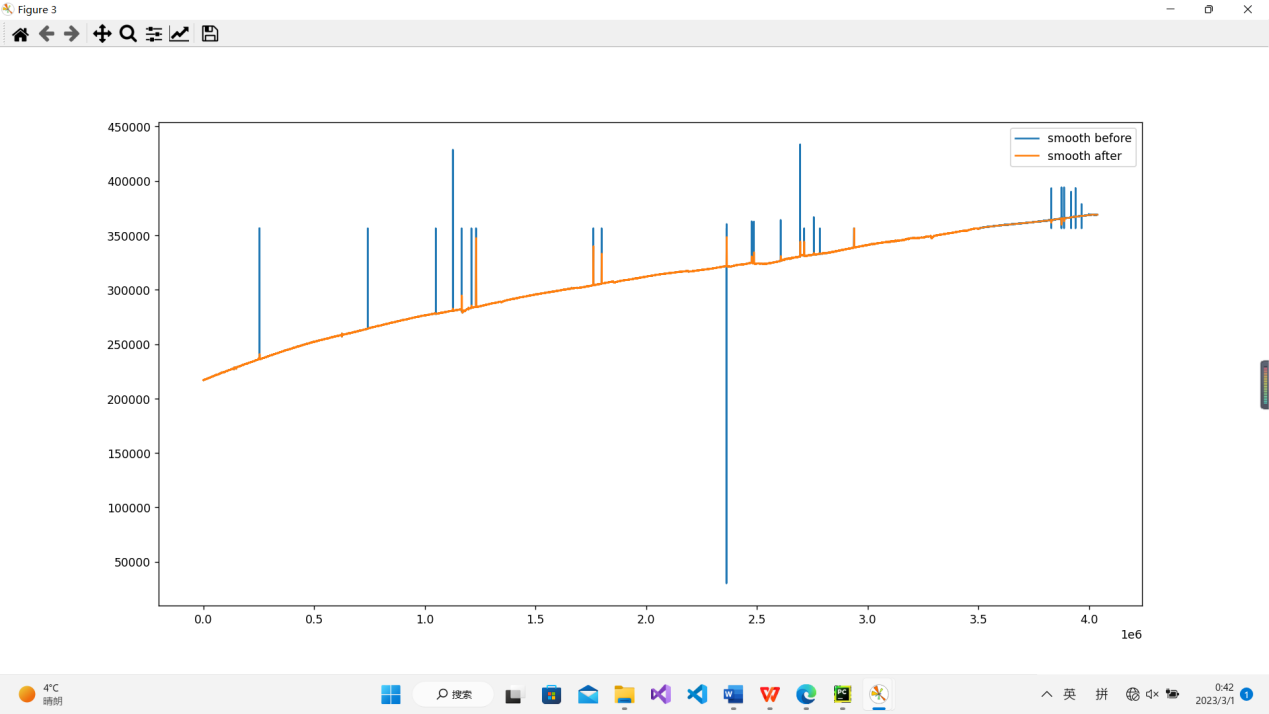 Figure 3
450000
smooth before
smooth after
400000
350000
300000
250000
200000
150000
100000
50000
0.0 0.5 1.0 1.5 2.0 2.5 3.0 3.5 4.0
1e6
4°C
晴朗
搜索
W
W
PC
英
拼
0:42
2023/3/1
1